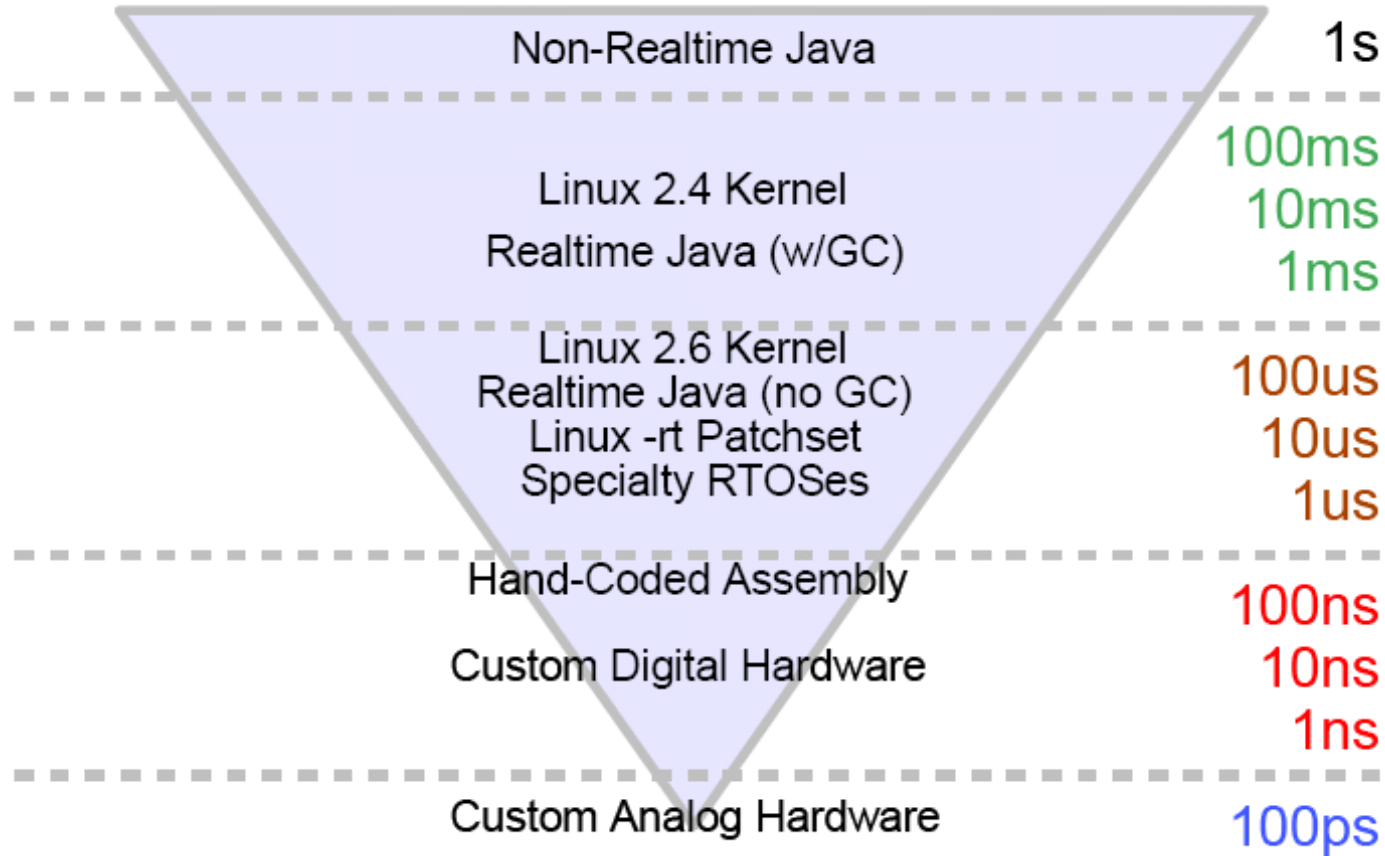 Non-Realtime Java 1s
100ms
Linux 2.4 Kernel
10ms
Realtime Java (w/GC)
1ms
Linux 2.6 Kernel
100us
Realtime Java (no GC)
Linux -rt Patchset
10us
Specialty RTOSes
1us
Hand-Coded Assembly
100ns
Custom Digital Hardware
10ns
1ns
Custom Analog Hardware
100ps